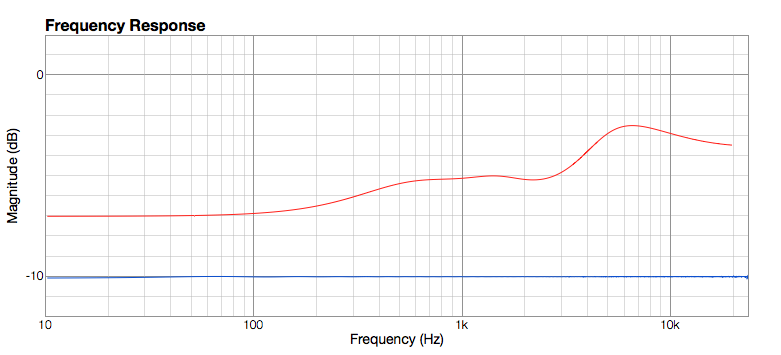 Frequency Response
0
Magnitude (dB)
-10
10
100
1k
10k
Frequency (Hz)